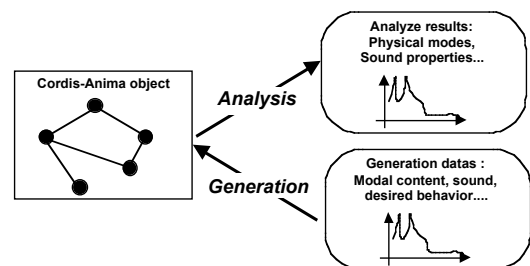 Cordis-Anima object
Analysis
Generation
Analyze results:
Physical modes,
Sound properties...
Generation datas :
Modal content, sound,
desired behavior....